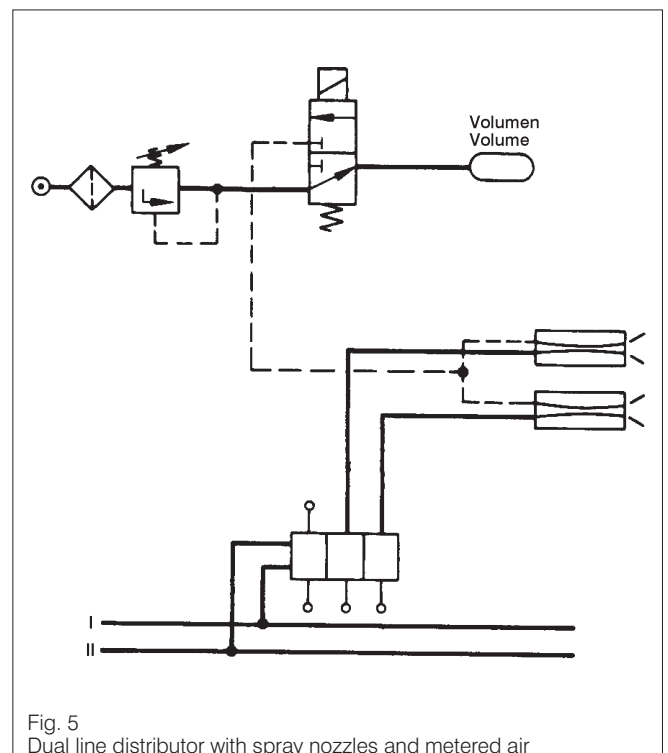 Volumen
Volume
I
II
Fig. 5
Dual line distributor with spray nozzles and metered air